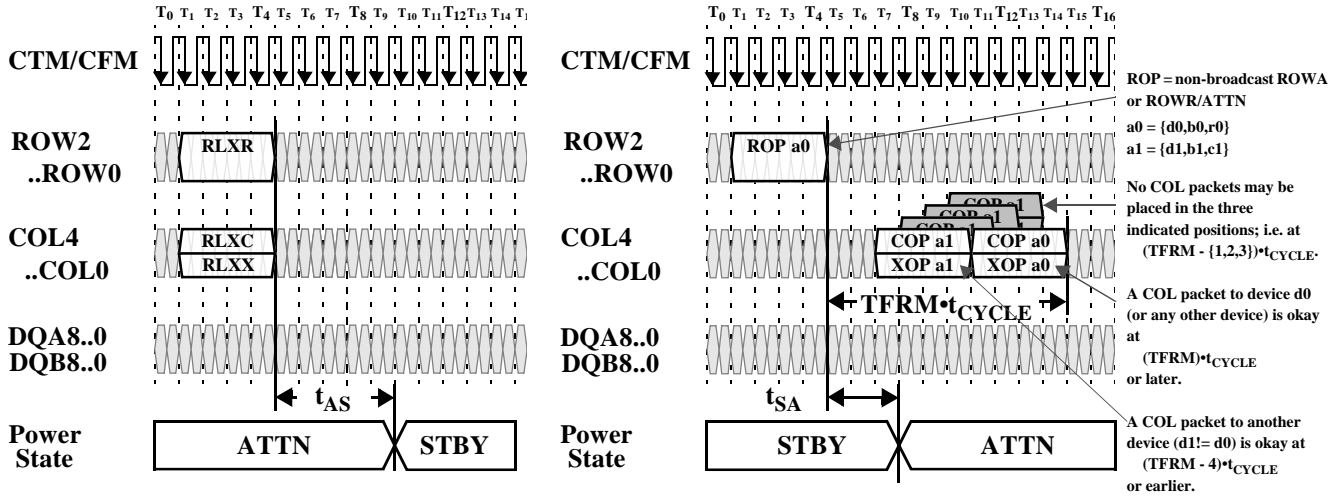 T0 T1 T2 T3 T4 T5 T6 T7 T8 T9 T10 T11 T12 T13 T14 T1
CTM/CFM
ROW2
..ROW0
RLXR
COL4
..COL0
RLXC
RLXX
DQA8..0
DQB8..0
tAS
Power
State
ATTN
STBY
T0 T1 T2 T3 T4 T5 T6 T7 T8 T9 T10 T11 T12 T13 T14 T15 T16
CTM/CFM
ROW2
..ROW0
ROP a0
COP a1
COP a1
COP a1
COL4
..COL0
COP a1
COP a0
XOP a1
XOP a0
TFRM•tCYCLE
DQA8..0
DQB8..0
tSA
Power
State
STBY
ATTN
ROP = non-broadcast ROWA
or ROWR/ATTN
a0 = {d0,b0,r0}
a1 = {d1,b1,c1}
No COL packets may be
placed in the three
indicated positions; i.e. at
(TFRM - {1,2,3})•tCYCLE.
A COL packet to device d0
(or any other device) is okay
at
(TFRM)•tCYCLE
or later.
A COL packet to another
device (d1!= d0) is okay at
(TFRM - 4)•tCYCLE
or earlier.